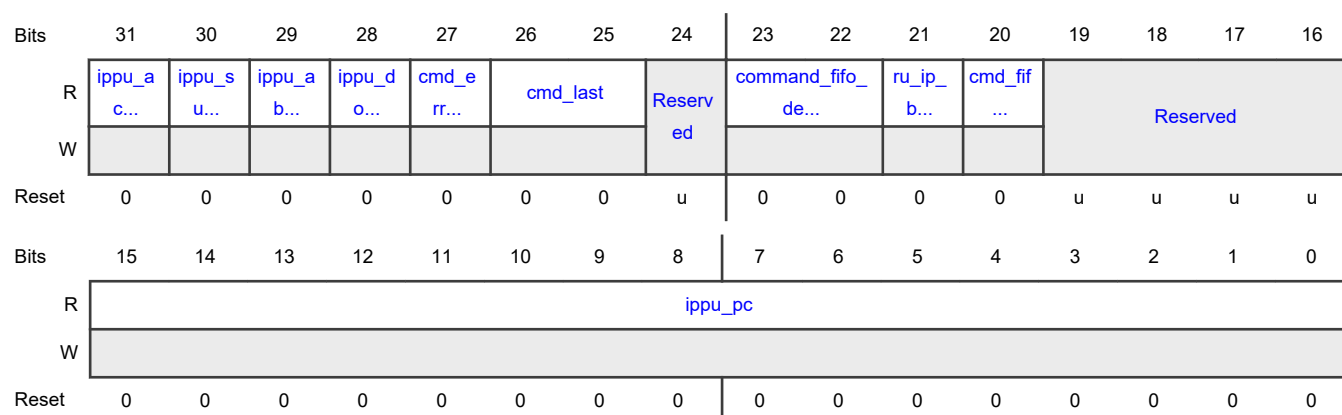 Bits 31 30 29 28 27 26 25 24 23 22 21 20 19 18 17 16
R ippu_a c... ippu_s u... ippu_a b... ippu_d o... cmd_e rr... cmd_last Reserv ed command_fifo_ de... ru_ip_ b... cmd_fif ... Reserved
W
Reset 0 0 0 0 0 0 0 u 0 0 0 0 u u u u
Bits 15 14 13 12 11 10 9 8 7 6 5 4 3 2 1 0
R ippu_pc
W
Reset 0 0 0 0 0 0 0 0 0 0 0 0 0 0 0 0